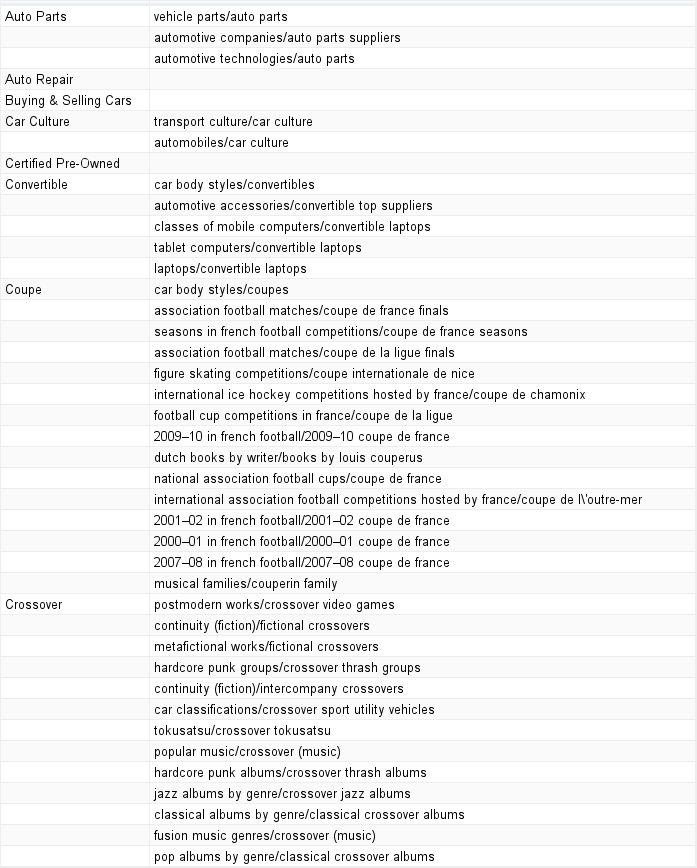 Auto Parts vehicle parts/auto parts
automotive companies/auto parts suppliers
automotive technologies/auto parts
Auto Repair
Buying & Selling Cars
Car Culture transport culture/car culture
automobiles/car culture
Certified Pre-Owned
Convertible car body styles/convertibles
automotive accessories/convertible top suppliers
classes of mobile computers/convertible laptops
tablet computers/convertible laptops
laptops/convertible laptops
Coupe car body styles/coupes
association football matches/coupe de france finals
seasons in french football competitions/coupe de france seasons
association football matches/coupe de la ligue finals
figure skating competitions/coupe internationale de nice
international ice hockey competitions hosted by france/coupe de chamonix
football cup competitions in france/coupe de la ligue
2009–10 in french football/2009–10 coupe de france
dutch books by writer/books by louis couperus
national association football cups/coupe de france
international association football competitions hosted by france/coupe de l\'outre-mer
2001–02 in french football/2001–02 coupe de france
2000–01 in french football/2000–01 coupe de france
2007–08 in french football/2007–08 coupe de france
musical families/couperin family
Crossover postmodern works/crossover video games
continuity (fiction)/fictional crossovers
metafictional works/fictional crossovers
hardcore punk groups/crossover thrash groups
continuity (fiction)/intercompany crossovers
car classifications/crossover sport utility vehicles
tokusatsu/crossover tokusatsu
popular music/crossover (music)
hardcore punk albums/crossover thrash albums
jazz albums by genre/crossover jazz albums
classical albums by genre/classical crossover albums
fusion music genres/crossover (music)
pop albums by genre/classical crossover albums